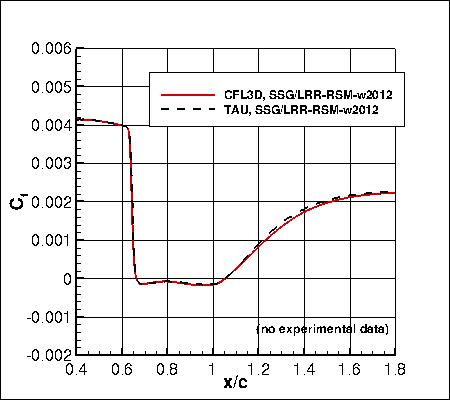 0.006
0.005
0.004
0.003
0.002
0.001
0
-0.001
-0.002
Cf
CFL3D, SSG/LRR-RSM-w2012
TAU, SSG/LRR-RSM-w2012
(no experimental data)
0.4 0.6 0.8 1 1.2 1.4 1.6 1.8
x/c